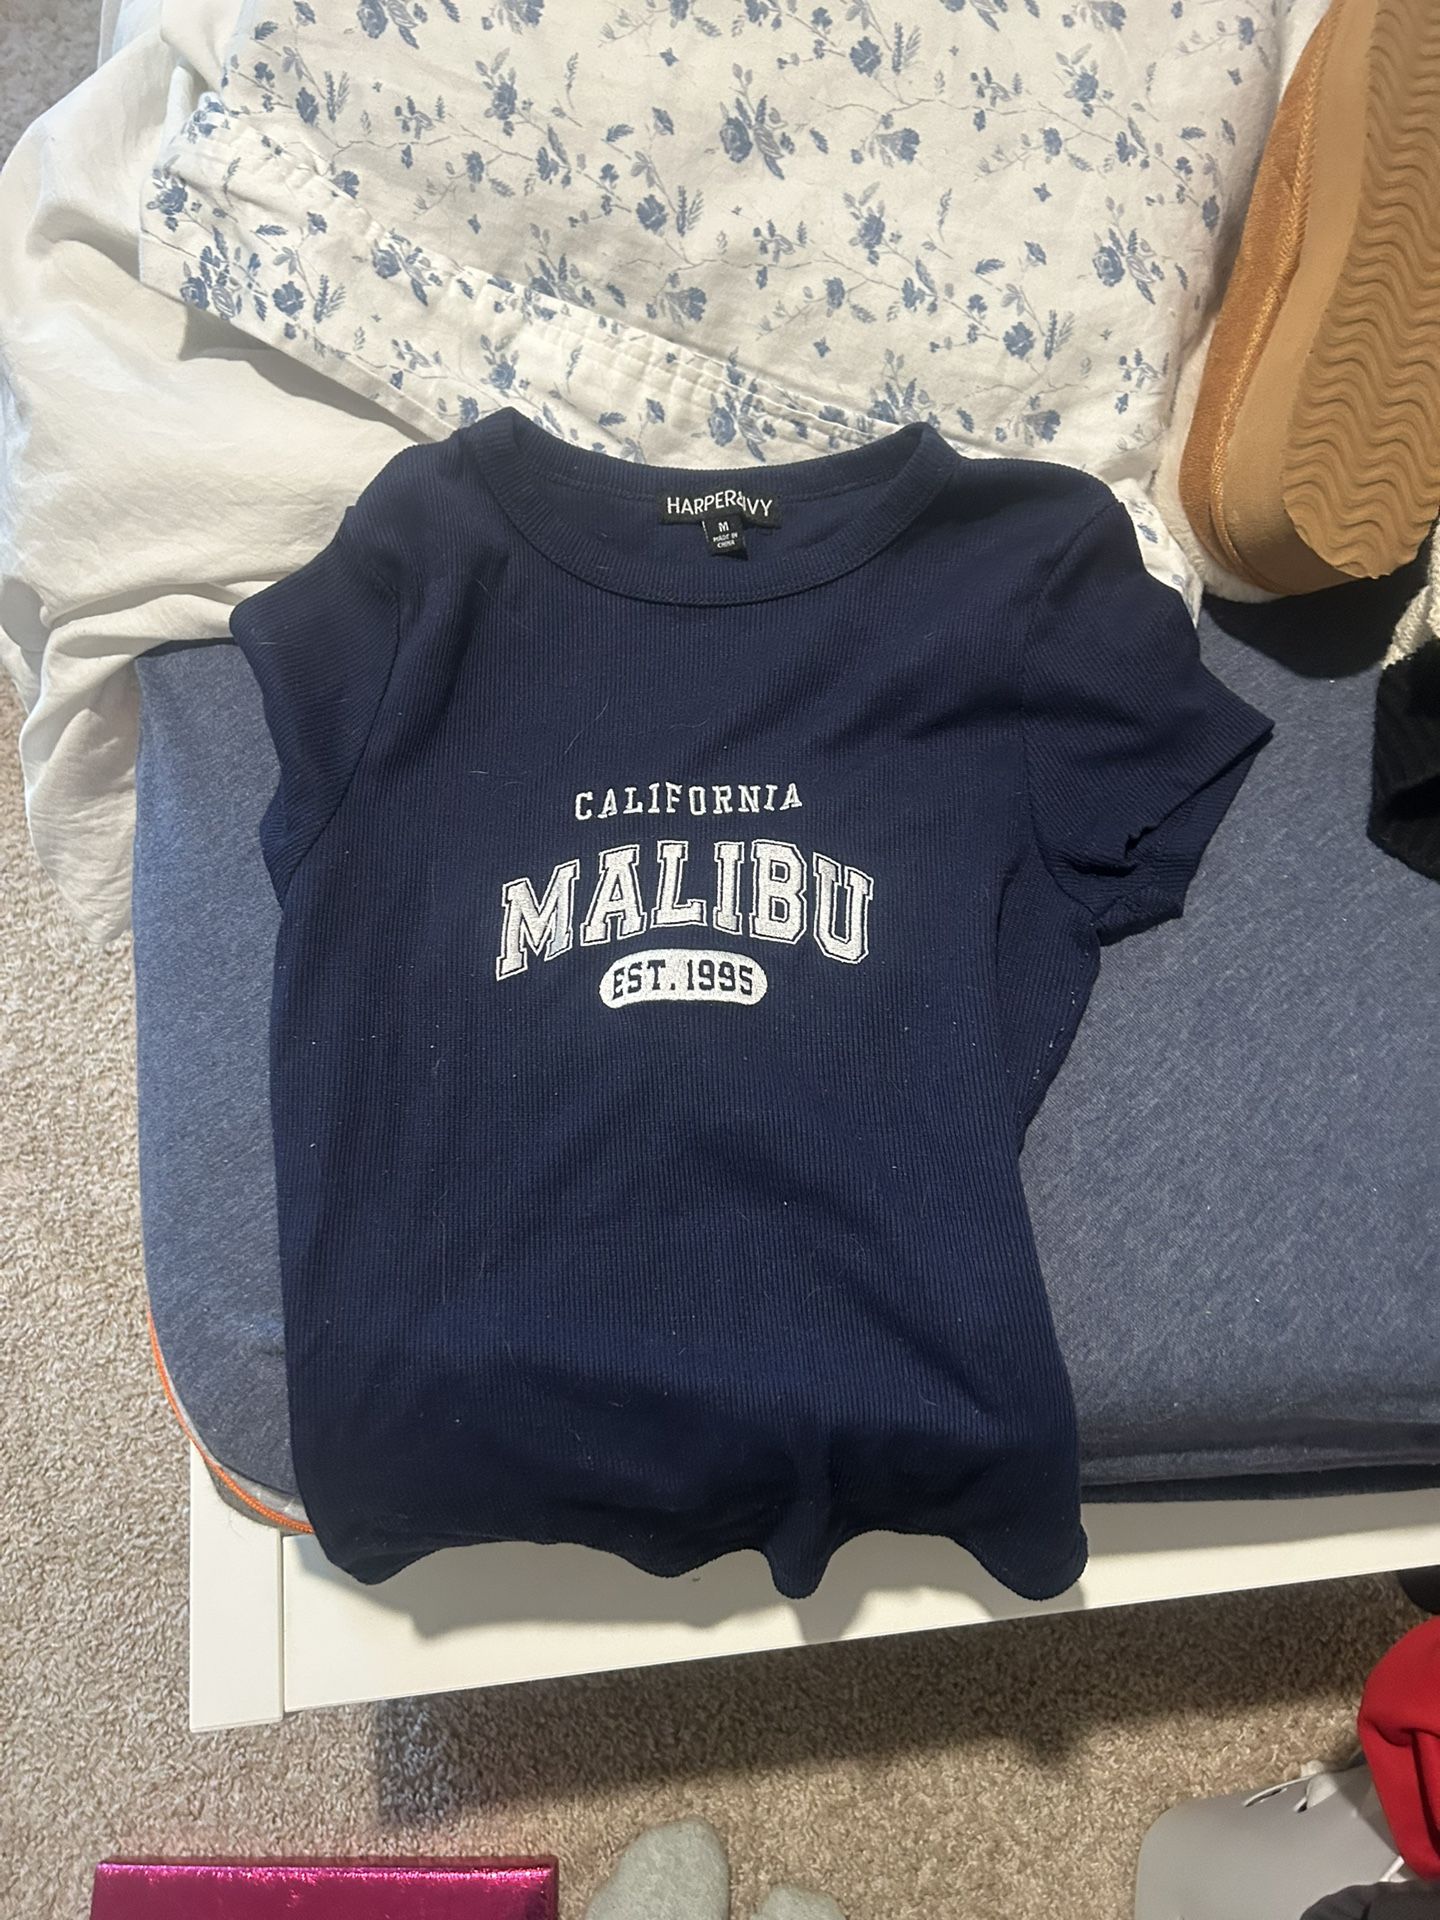 HARPER&IVY
M
MADE IN
CHINA
CALIFORNIA
MALIBU
EST. 1995